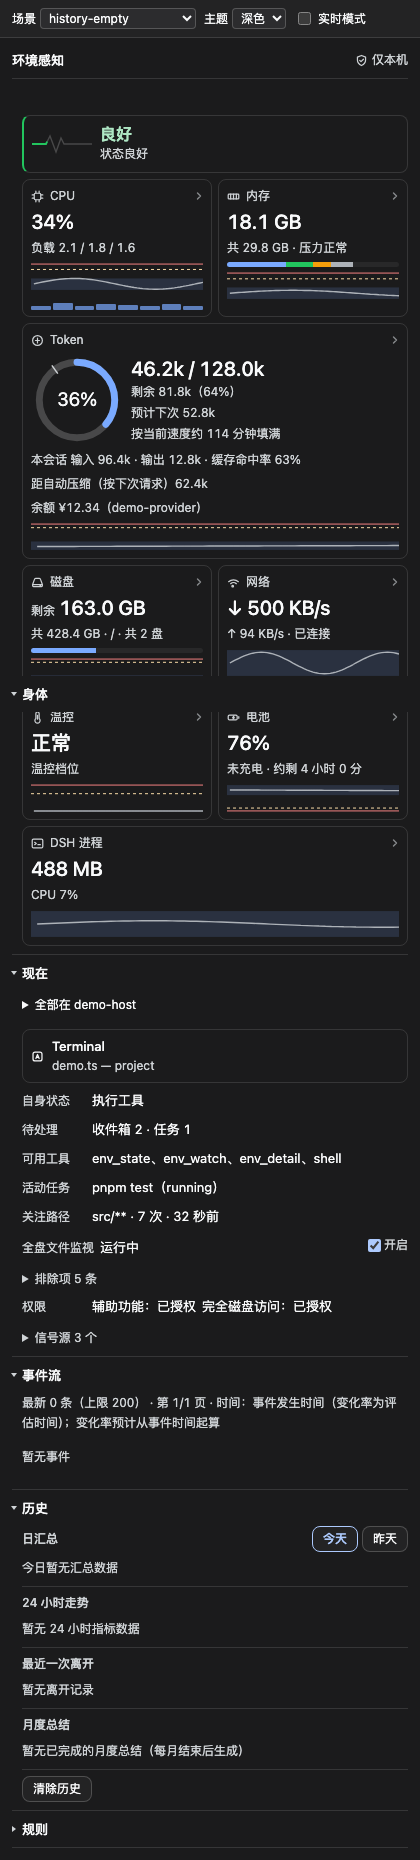 场景 history-empty 主题 深色 实时模式
环境感知 仅本机
良好
状态良好
CPU
34%
负载 2.1 / 1.8 / 1.6
内存
18.1 GB
共 29.8 GB · 压力正常
Token
36%
46.2k / 128.0k
剩余 81.8k（64%）
预计下次 52.8k
按当前速度约 114 分钟填满
本会话 输入 96.4k · 输出 12.8k · 缓存命中率 63%
距自动压缩（按下次请求）62.4k
余额 ¥12.34（demo-provider）
磁盘
剩余 163.0 GB
共 428.4 GB · / · 共 2 盘
网络
↓ 500 KB/s
↑ 94 KB/s · 已连接
身体
温控
正常
温控档位
电池
76%
未充电 · 约剩 4 小时 0 分
DSH 进程
488 MB
CPU 7%
现在
全部在 demo-host
Terminal
demo.ts — project
自身状态 执行工具
待处理 收件箱 2 · 任务 1
可用工具 env_state、env_watch、env_detail、shell
活动任务 pnpm test（running）
关注路径 src/** · 7 次 · 32 秒前
全盘文件监视 运行中 开启
排除项 5 条
权限 辅助功能：已授权 完全磁盘访问：已授权
信号源 3 个
事件流
最新 0 条（上限 200） · 第 1/1 页 · 时间：事件发生时间（变化率为评
估时间）；变化率预计从事件时间起算
暂无事件
历史
日汇总 今天 昨天
今日暂无汇总数据
24 小时走势
暂无 24 小时指标数据
最近一次离开
暂无离开记录
月度总结
暂无已完成的月度总结（每月结束后生成）
清除历史
规则